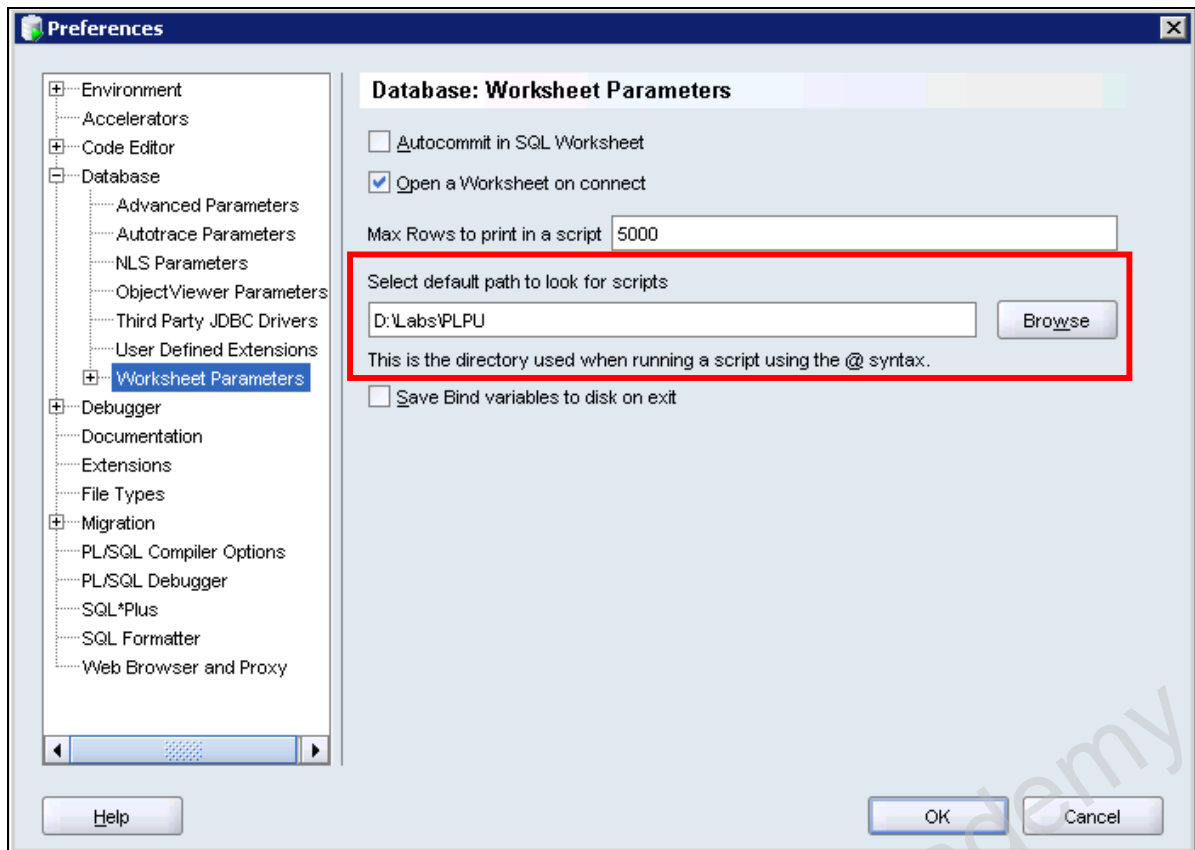 Preferences
Environment
Accelerators
Code Editor
Database
Advanced Parameters
Autotrace Parameters
NLS Parameters
ObjectViewer Parameters
Third Party JDBC Drivers
User Defined Extensions
Worksheet Parameters
Debugger
Documentation
Extensions
File Types
Migration
PL/SQL Compiler Options
PL/SQL Debugger
SQL*Plus
SQL Formatter
Web Browser and Proxy
Database: Worksheet Parameters
Autocommit in SQL Worksheet
Open a Worksheet on connect
Max Rows to print in a script 5000
Select default path to look for scripts
D:\Labs\PLPU Browse
This is the directory used when running a script using the @ syntax.
Save Bind variables to disk on exit
Help OK Cancel